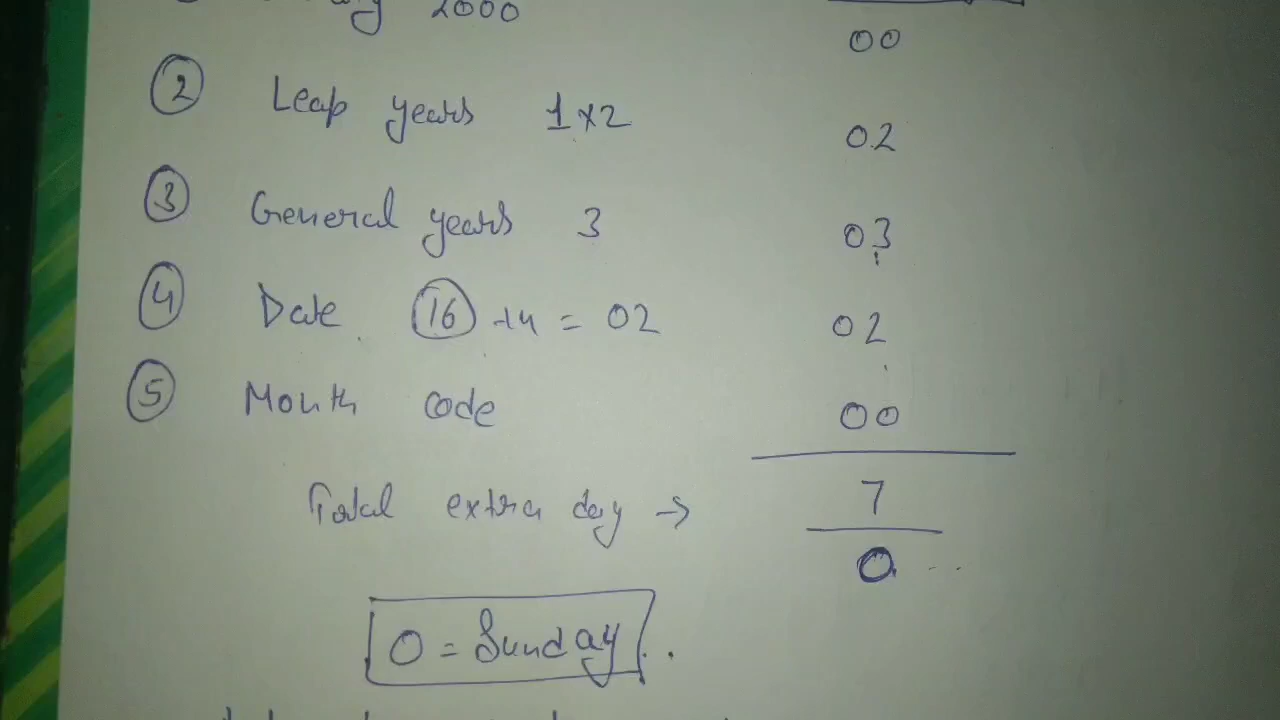 2000 00
② Leap years 1×2 02
③ General years 3 03
④ Date 16 -14 = 02 02
⑤ Month code 00
Total extra day → 7
0
0 = Sunday